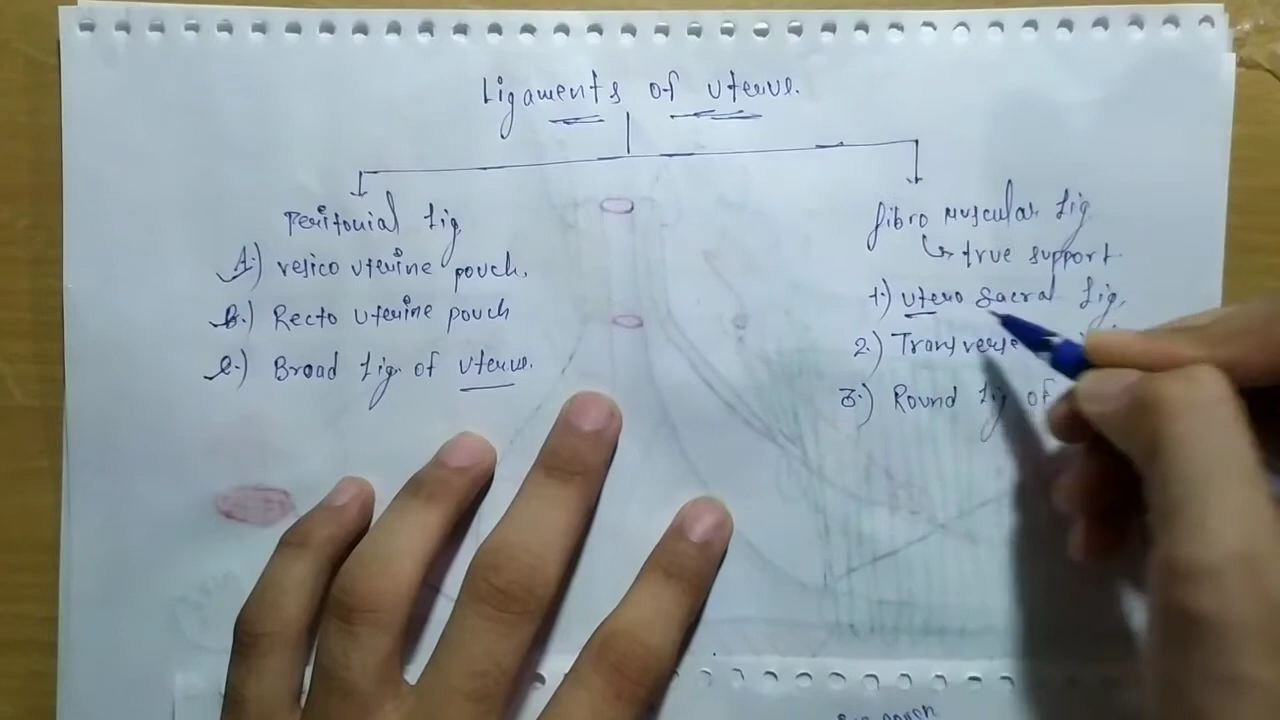 Ligaments of uterus.
Peritonial Lig
A.) vesico uterine pouch.
B.) Recto uterine pouch
C.) Broad Lig. of uterus.
fibro Muscular Lig
true support.
1.) Utero Sacral Lig.
2.) Transverse
3.) Round Lig of
pouch